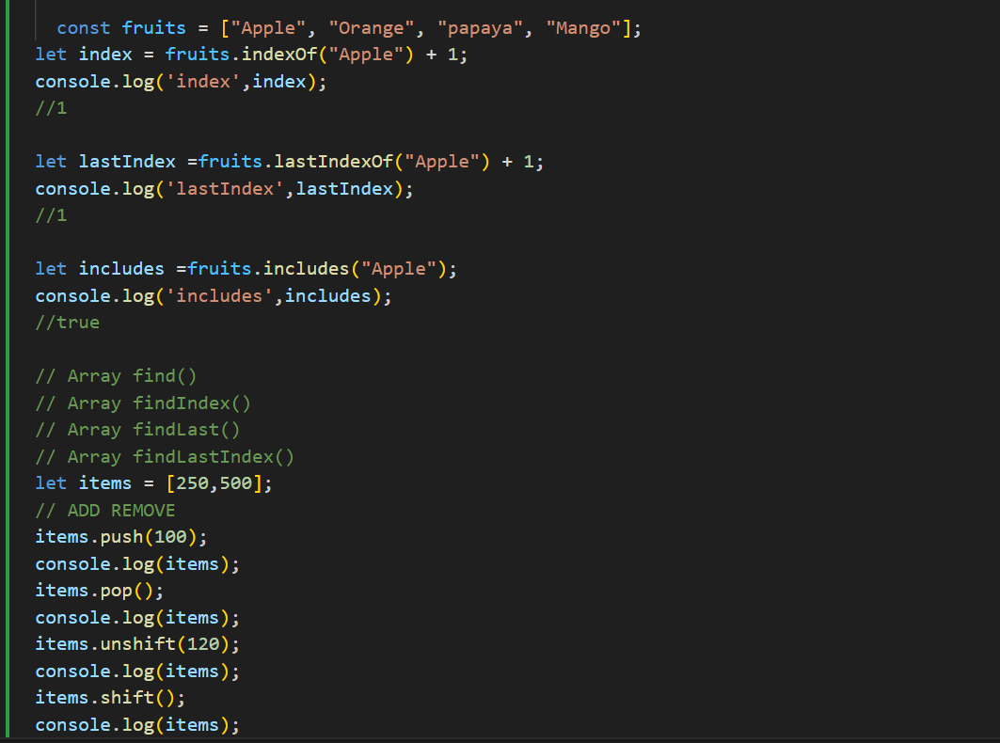 const fruits = ["Apple", "Orange", "papaya", "Mango"];
let index = fruits.indexOf("Apple") + 1;
console.log('index',index);
//1
let lastIndex =fruits.lastIndexOf("Apple") + 1;
console.log('lastIndex',lastIndex);
//1
let includes =fruits.includes("Apple");
console.log('includes',includes);
//true
// Array find()
// Array findIndex()
// Array findLast()
// Array findLastIndex()
let items = [250,500];
// ADD REMOVE
items.push(100);
console.log(items);
items.pop();
console.log(items);
items.unshift(120);
console.log(items);
items.shift();
console.log(items);